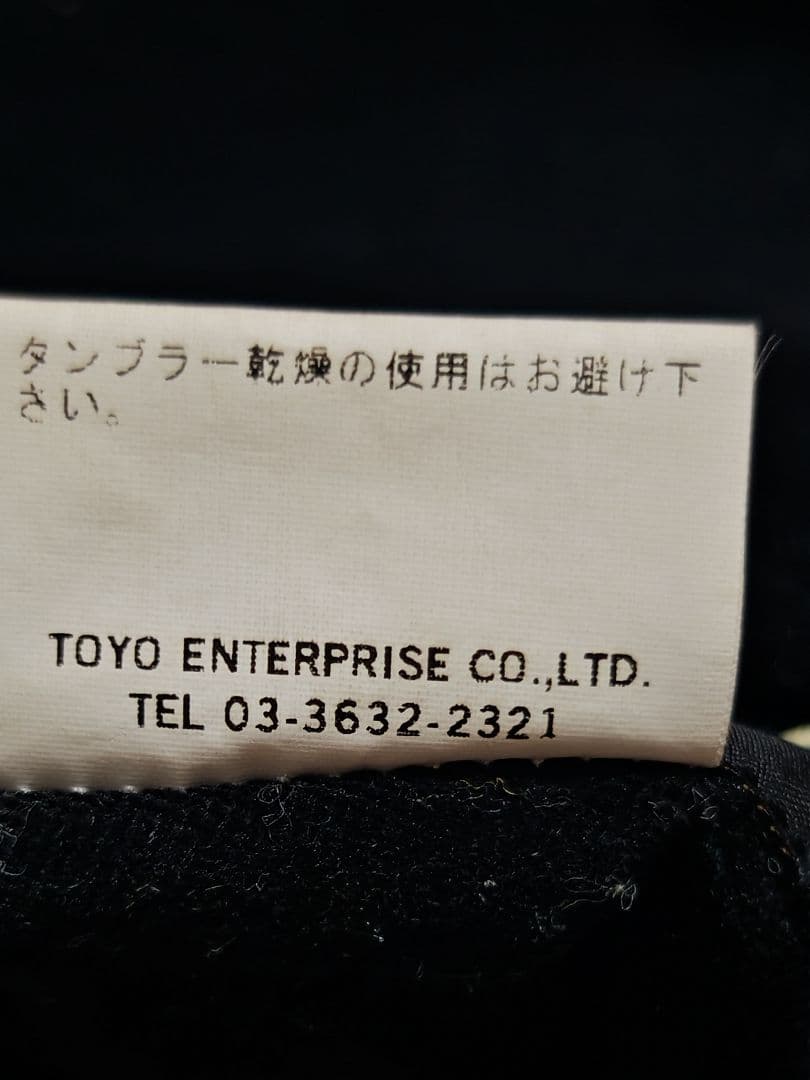 タンブラー乾燥の使用はお避け下
さい。
TOYO ENTERPRISE CO.,LTD.
TEL 03-3632-2321